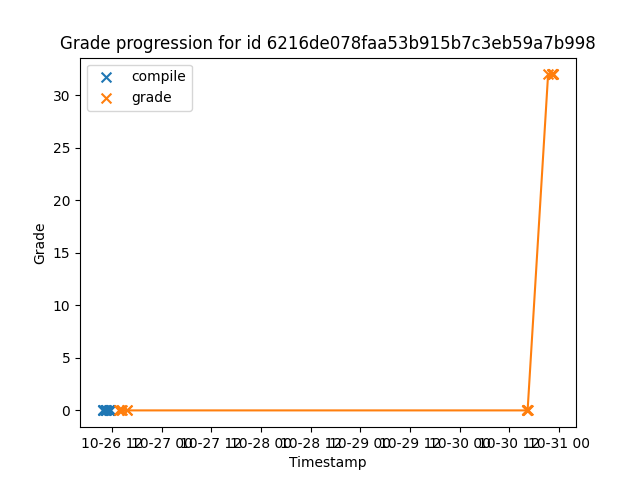 Grade progression for id 6216de078faa53b915b7c3eb59a7b998
compile
grade
Grade
30
25
20
15
10
5
0
10-26 12 10-27 00 10-27 12 10-28 00 10-28 12 10-29 00 10-29 12 10-30 00 10-30 12 10-31 00
Timestamp